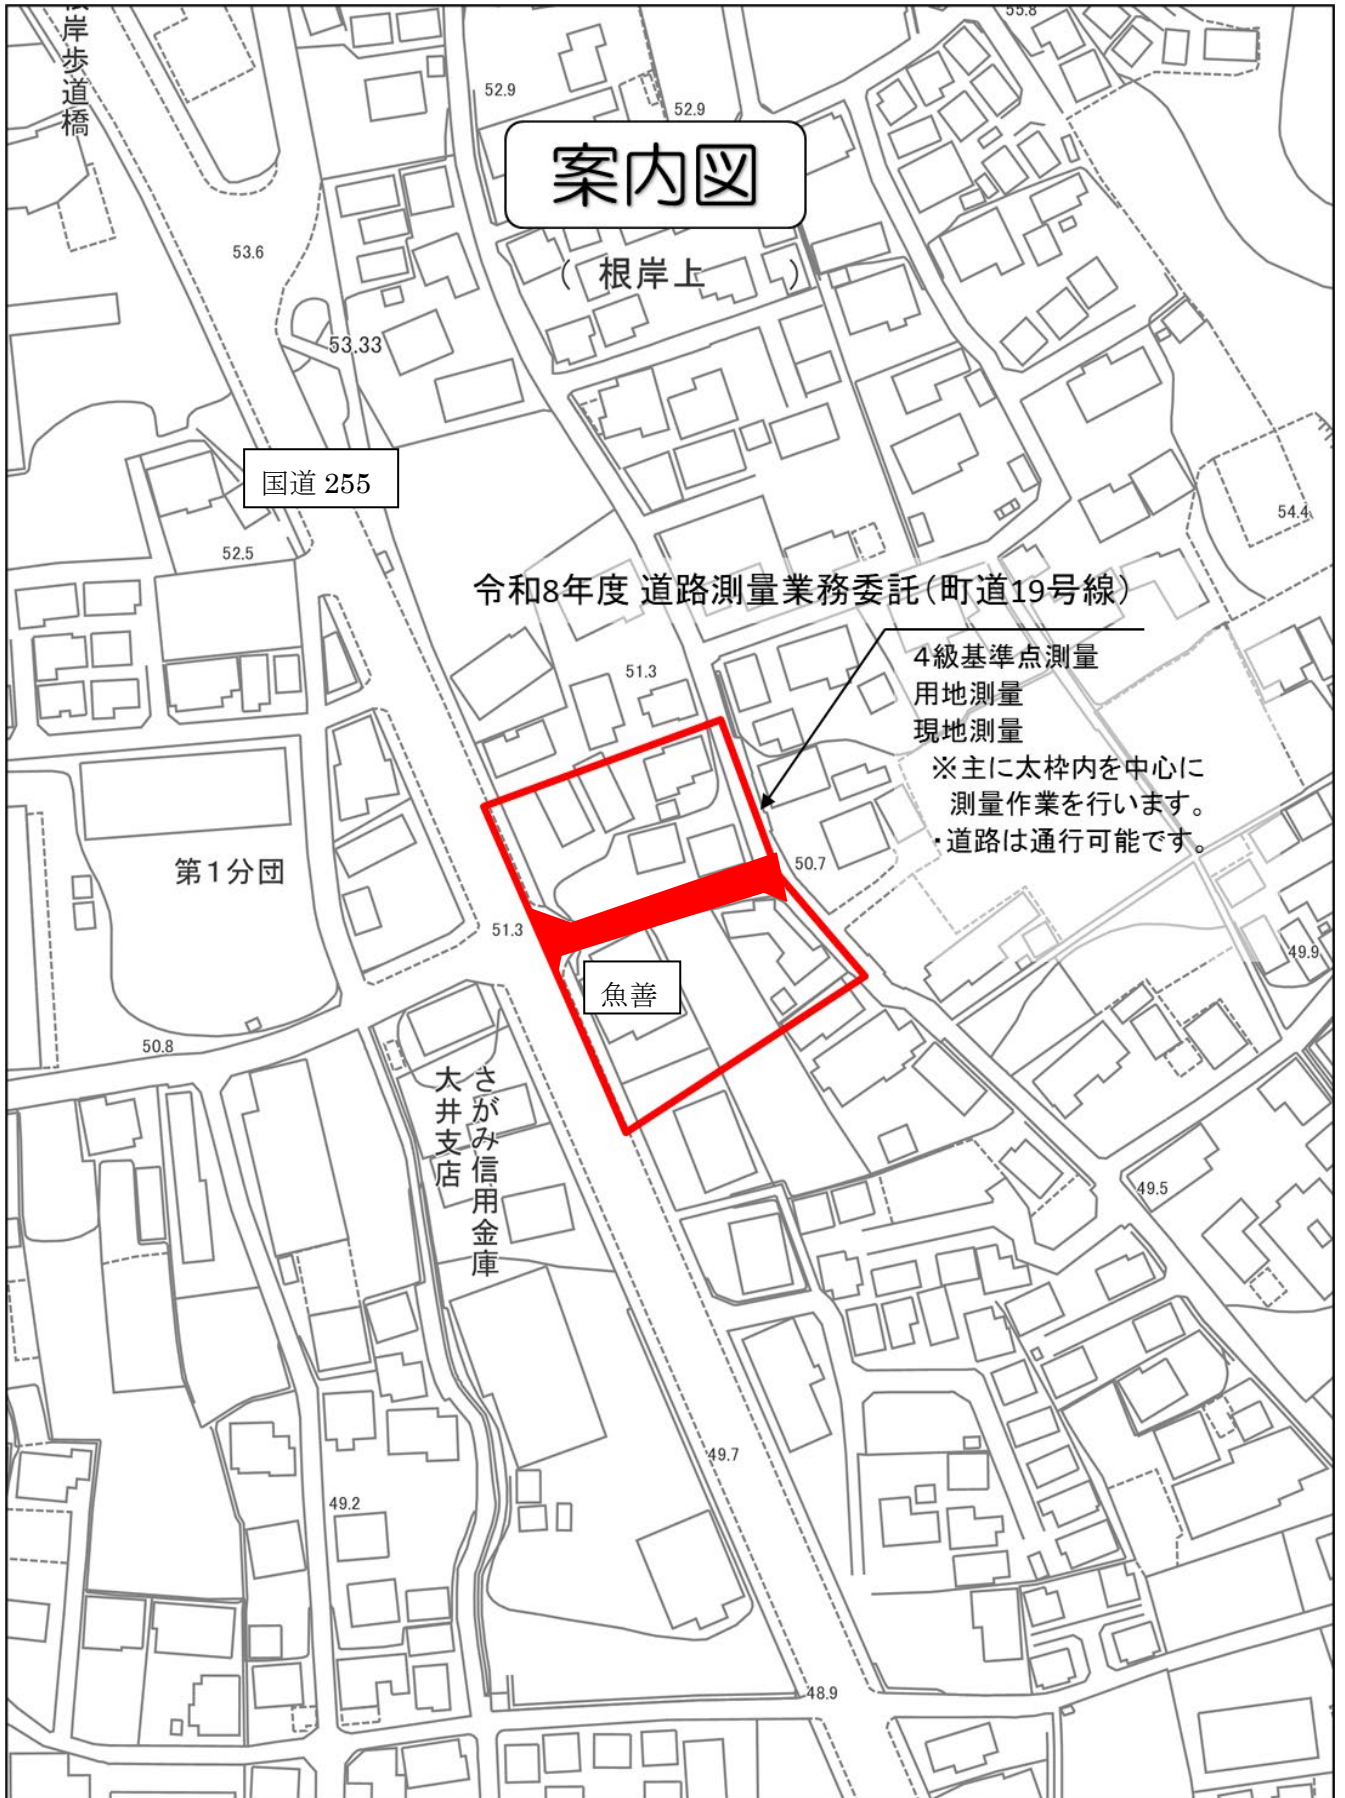 根岸歩道橋
55.8
52.9
52.9
案内図
( 根岸上 )
53.6
53.33
国道 255
52.5
54.4
令和8年度 道路測量業務委託(町道19号線)
51.3
4級基準点測量
用地測量
現地測量
※主に太枠内を中心に
測量作業を行います。
・道路は通行可能です。
第1分団
50.7
51.3
49.9
魚善
50.8
さがみ信用金庫
大井支店
49.5
49.7
49.2
48.9